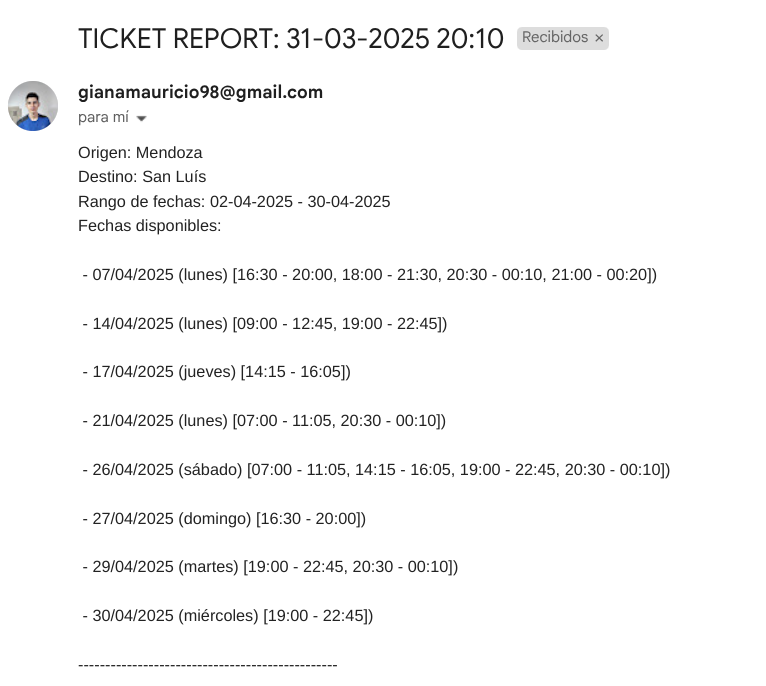 TICKET REPORT: 31-03-2025 20:10 Recibidos ×
gianamauricio98@gmail.com
para mí
Origen: Mendoza
Destino: San Luís
Rango de fechas: 02-04-2025 - 30-04-2025
Fechas disponibles:
- 07/04/2025 (lunes) [16:30 - 20:00, 18:00 - 21:30, 20:30 - 00:10, 21:00 - 00:20])
- 14/04/2025 (lunes) [09:00 - 12:45, 19:00 - 22:45])
- 17/04/2025 (jueves) [14:15 - 16:05])
- 21/04/2025 (lunes) [07:00 - 11:05, 20:30 - 00:10])
- 26/04/2025 (sábado) [07:00 - 11:05, 14:15 - 16:05, 19:00 - 22:45, 20:30 - 00:10])
- 27/04/2025 (domingo) [16:30 - 20:00])
- 29/04/2025 (martes) [19:00 - 22:45, 20:30 - 00:10])
- 30/04/2025 (miércoles) [19:00 - 22:45])
------------------------------------------------